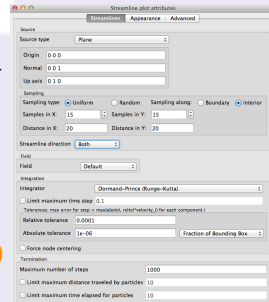 Streamline plot attributes
Streamlines Appearance Advanced
Source
Source type Plane
Origin 0 0 0
Normal 0 0 1
Up axis 0 1 0
Sampling
Sampling type: Uniform Random Sampling along: Boundary Interior
Samples in X: 15 Samples in Y: 15
Distance in X: 20 Distance in Y: 20
Streamline direction Both
Field
Field Default
Integration
Integrator Dormand-Prince (Runge-Kutta)
Limit maximum time step 0.1
Tolerances: max error for step < max(abstol, reltol*velocity_i) for each component i
Relative tolerance 0.0001
Absolute tolerance 1e-06 Fraction of Bounding Box
Force node centering
Termination
Maximum number of steps 1000
Limit maximum distance traveled by particles 10
Limit maximum time elapsed for particles 10